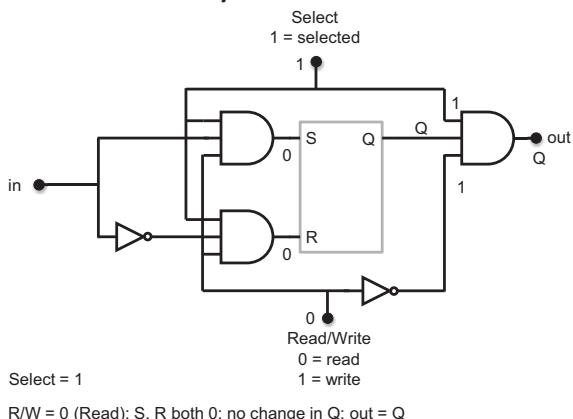 Select
1 = selected
1
1
in
S
Q
Q
out
0
Q
1
R
0
0
Read/Write
0 = read
1 = write
Select = 1
R/W = 0 (Read): S, R both 0; no change in Q; out = Q